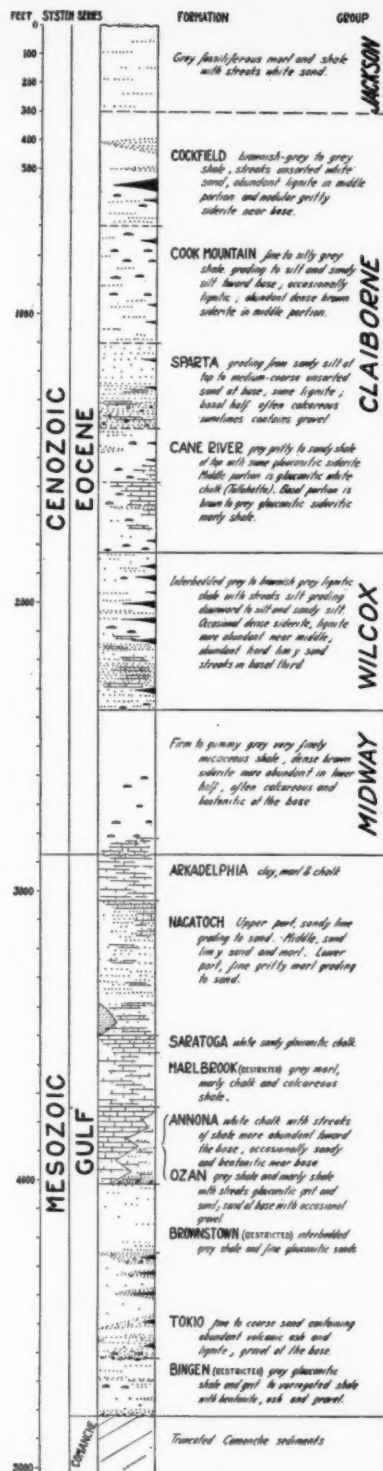 FEET SYSTEM SERIES FORMATION GROUP
0
100
200
300
400
500
1000
2000
3000
4000
5000
CENOZOIC
EOCENE
MESOZOIC
GULF
COMANCHE
JACKSON
Grey fossiliferous marl and shale
with streaks white sand.
CLAIBORNE
COCKFIELD brownish-grey to grey
shale, streaks unsorted white
sand, abundant lignite in middle
portion and nodular gritty
siderite near base.
COOK MOUNTAIN fine to silty grey
shale, grading to silt and sandy
silt toward base; occasionally
lignitic; abundant dense brown
siderite in middle portion.
SPARTA grading from sandy silt at
top to medium-coarse unsorted
sand at base, some lignite;
basal half often calcareous
sometimes contains gravel
CANE RIVER grey gritty to sandy shale
at top with some glauconitic siderite.
Middle portion is glauconitic white
chalk (Tallahatta). Basal portion is
brown to grey glauconitic sideritic
marly shale.
WILCOX
Interbedded grey to brownish grey lignitic
shale with streaks silt grading
downward to silt and sandy silt.
Occasional dense siderite, lignite
more abundant near middle,
abundant hard limy sand
streaks in basal third
MIDWAY
Firm to gummy grey very finely
micaceous shale, dense brown
siderite more abundant in lower
half, often calcareous and
bentonitic at the base
ARKADELPHIA clay, marl & chalk
NACATOCH Upper part, sandy lime
grading to sand. Middle, sand
limy sand and marl. Lower
part, fine gritty marl grading
to sand.
SARATOGA white sandy glauconitic chalk.
MARLBROOK (RESTRICTED) grey marl,
marly chalk and calcareous
shale.
ANNONA white chalk with streaks
of shale more abundant toward
the base, occasionally sandy
and bentonitic near base
OZAN grey shale and marly shale
with streaks glauconitic grit and
sand; sand at base with occasional
gravel
BROWNSTOWN (RESTRICTED) interbedded
grey shale and fine glauconitic sands
TOKIO fine to coarse sand containing
abundant volcanic ash and
lignite, gravel at the base
BINGEN (RESTRICTED) grey glauconitic
shale and grit to varregated shale
with bentonite, ash and gravel.
Truncated Comanche sediments